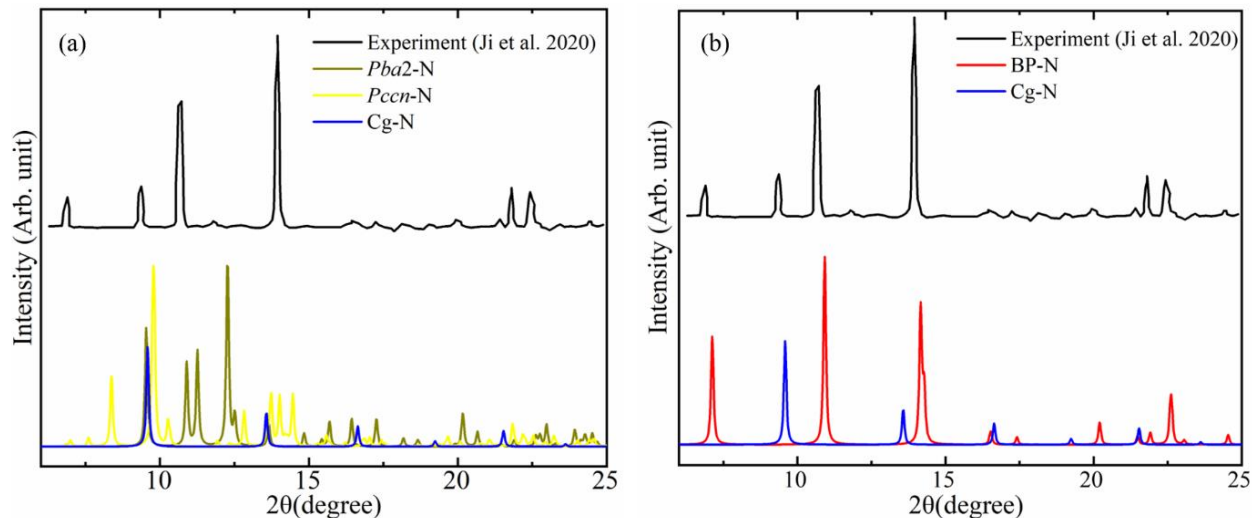 (a)
Experiment (Ji et al. 2020)
Pba2-N
Pccn-N
Cg-N
Intensity (Arb. unit)
10 15 20 25
2θ(degree)
(b)
Experiment (Ji et al. 2020)
BP-N
Cg-N
Intensity (Arb. unit)
10 15 20 25
2θ(degree)